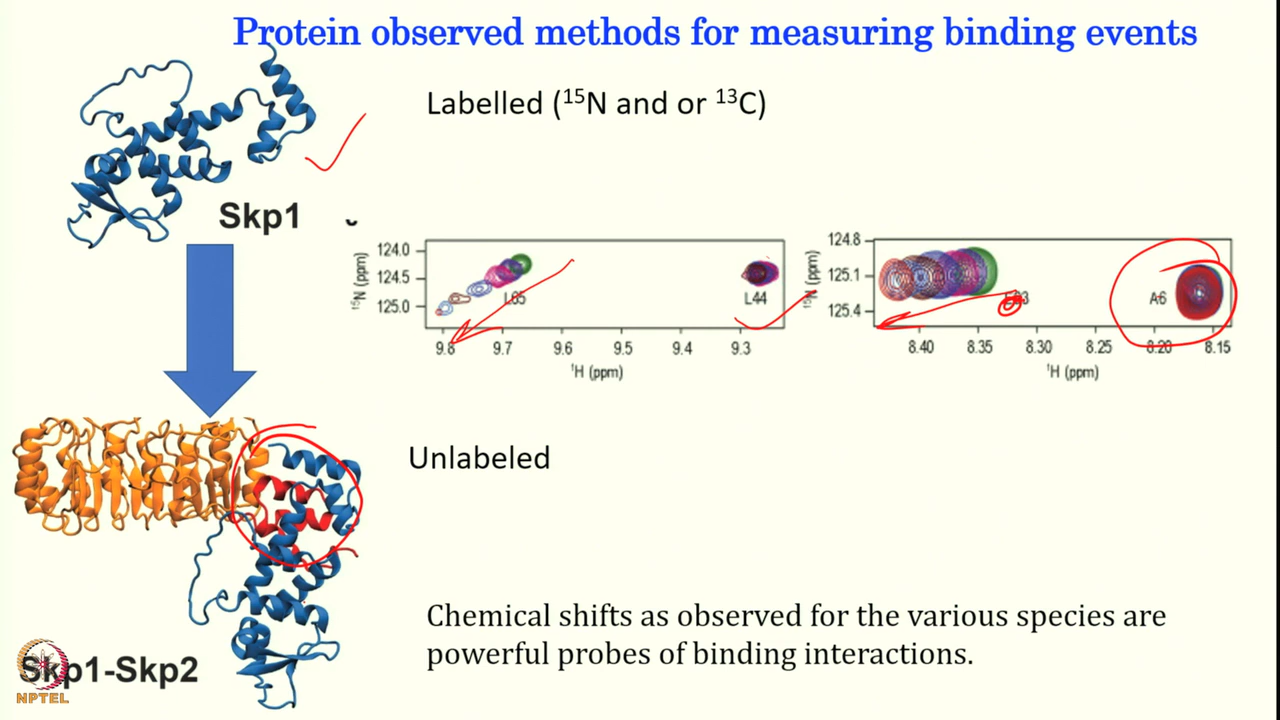 Protein observed methods for measuring binding events
Labelled (¹⁵N and or ¹³C)
Skp1
¹⁵N (ppm)
124.0
124.5
125.0
L65
L44
9.8 9.7 9.6 9.5 9.4 9.3
¹H (ppm)
¹⁵N (ppm)
124.8
125.1
125.4
A6
8.40 8.35 8.30 8.25 8.20 8.15
¹H (ppm)
Unlabeled
Chemical shifts as observed for the various species are
powerful probes of binding interactions.
Skp1-Skp2
NPTEL